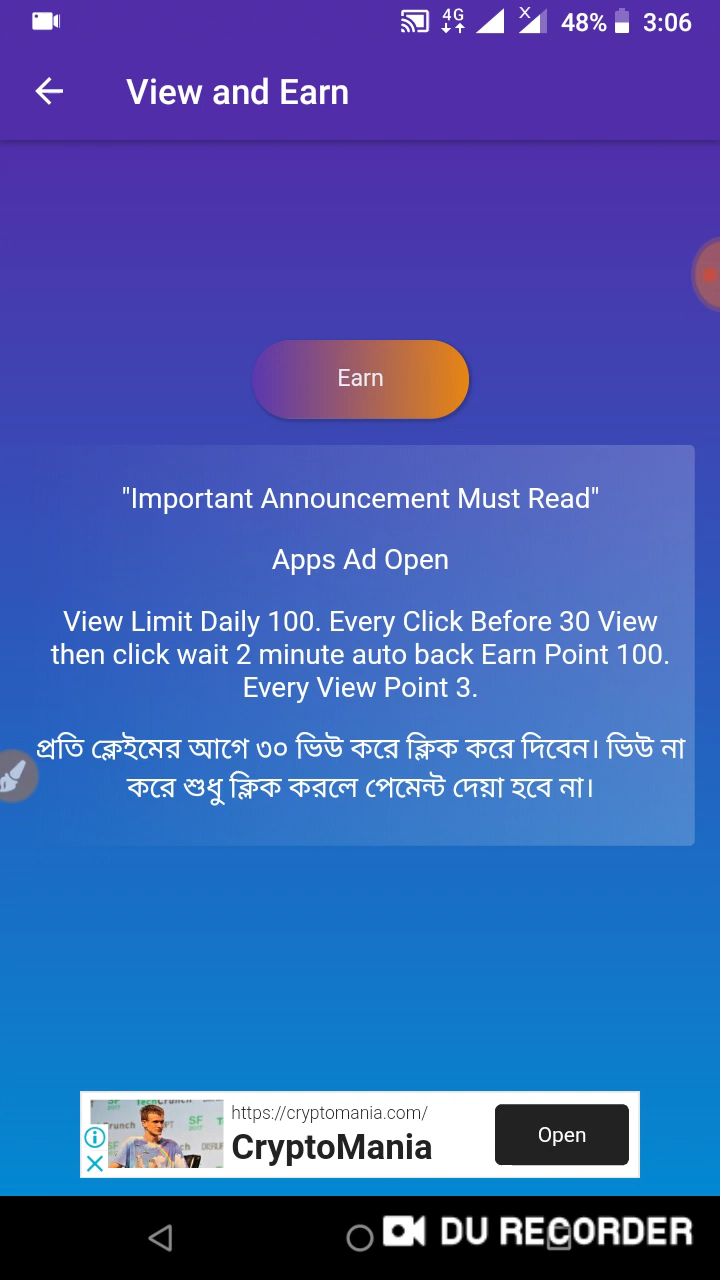 4G X 48% 3:06
View and Earn
Earn
"Important Announcement Must Read"
Apps Ad Open
View Limit Daily 100. Every Click Before 30 View
then click wait 2 minute auto back Earn Point 100.
Every View Point 3.
প্রতি ক্লেইমের আগে ৩০ ভিউ করে ক্লিক করে দিবেন। ভিউ না
করে শুধু ক্লিক করলে পেমেন্ট দেয়া হবে না।
https://cryptomania.com/
CryptoMania
Open
DU RECORDER